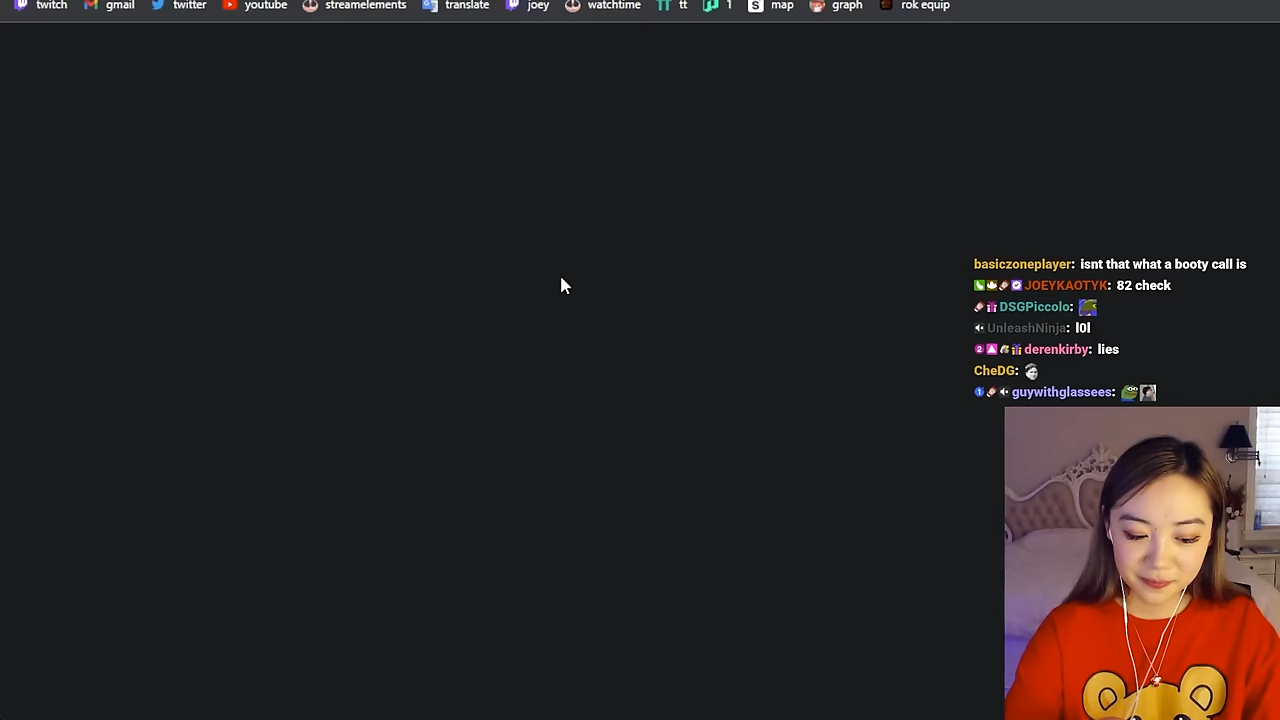 twitch gmail twitter youtube streamelements translate joey watchtime tt 1 map graph rok equip
basiczoneplayer: isnt that what a booty call is
JOEYKAOTYK: 82 check
DSGPiccolo:
UnleashNinja: l0l
derenkirby: lies
CheDG:
guywithglassees: